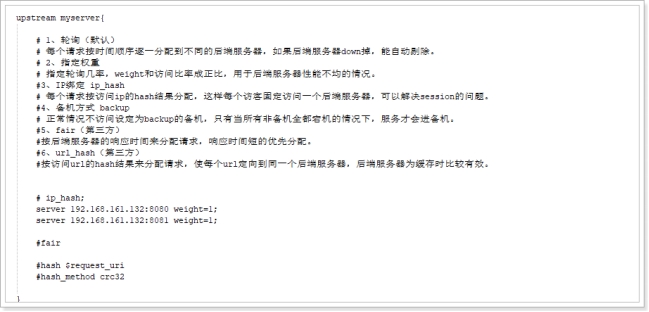 upstream myserver{
# 1、轮询（默认）
# 每个请求按时间顺序逐一分配到不同的后端服务器，如果后端服务器down掉，能自动剔除。
# 2、指定权重
# 指定轮询几率，weight和访问比率成正比，用于后端服务器性能不均的情况。
#3、IP绑定 ip_hash
# 每个请求按访问ip的hash结果分配，这样每个访客固定访问一个后端服务器，可以解决session的问题。
#4、备机方式 backup
# 正常情况不访问设定为backup的备机，只有当所有非备机全都宕机的情况下，服务才会进备机。
#5、fair（第三方）
#按后端服务器的响应时间来分配请求，响应时间短的优先分配。
#6、url_hash（第三方）
#按访问url的hash结果来分配请求，使每个url定向到同一个后端服务器，后端服务器为缓存时比较有效。
# ip_hash;
server 192.168.161.132:8080 weight=1;
server 192.168.161.132:8081 weight=1;
#fair
#hash $request_uri
#hash_method crc32
}